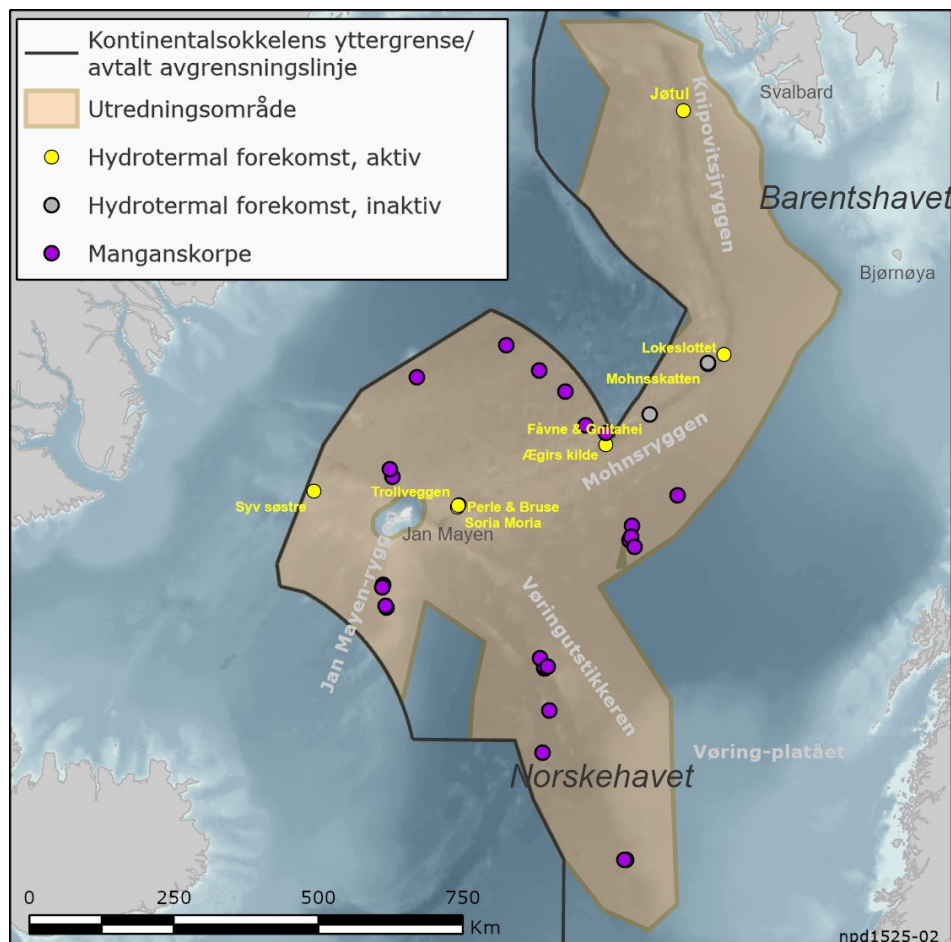 Kontinentalsokkelens yttergrense/
avtalt avgrensningslinje
Utredningsområde
Hydrotermal forekomst, aktiv
Hydrotermal forekomst, inaktiv
Manganskorpe
Jøtul
Svalbard
Knipovitsjryggen
Barentshavet
Bjørnøya
Lokeslottet
Mohnsskatten
Fåvne & Gnitahei
Ægirs kilde
Mohnsryggen
Syv søstre
Trollveggen
Perle & Bruse
Soria Moria
Jan Mayen
Jan Mayen-ryggen
Vøringutstikkeren
Vøring-platået
Norskehavet
0 250 500 750
Km
npd1525-02